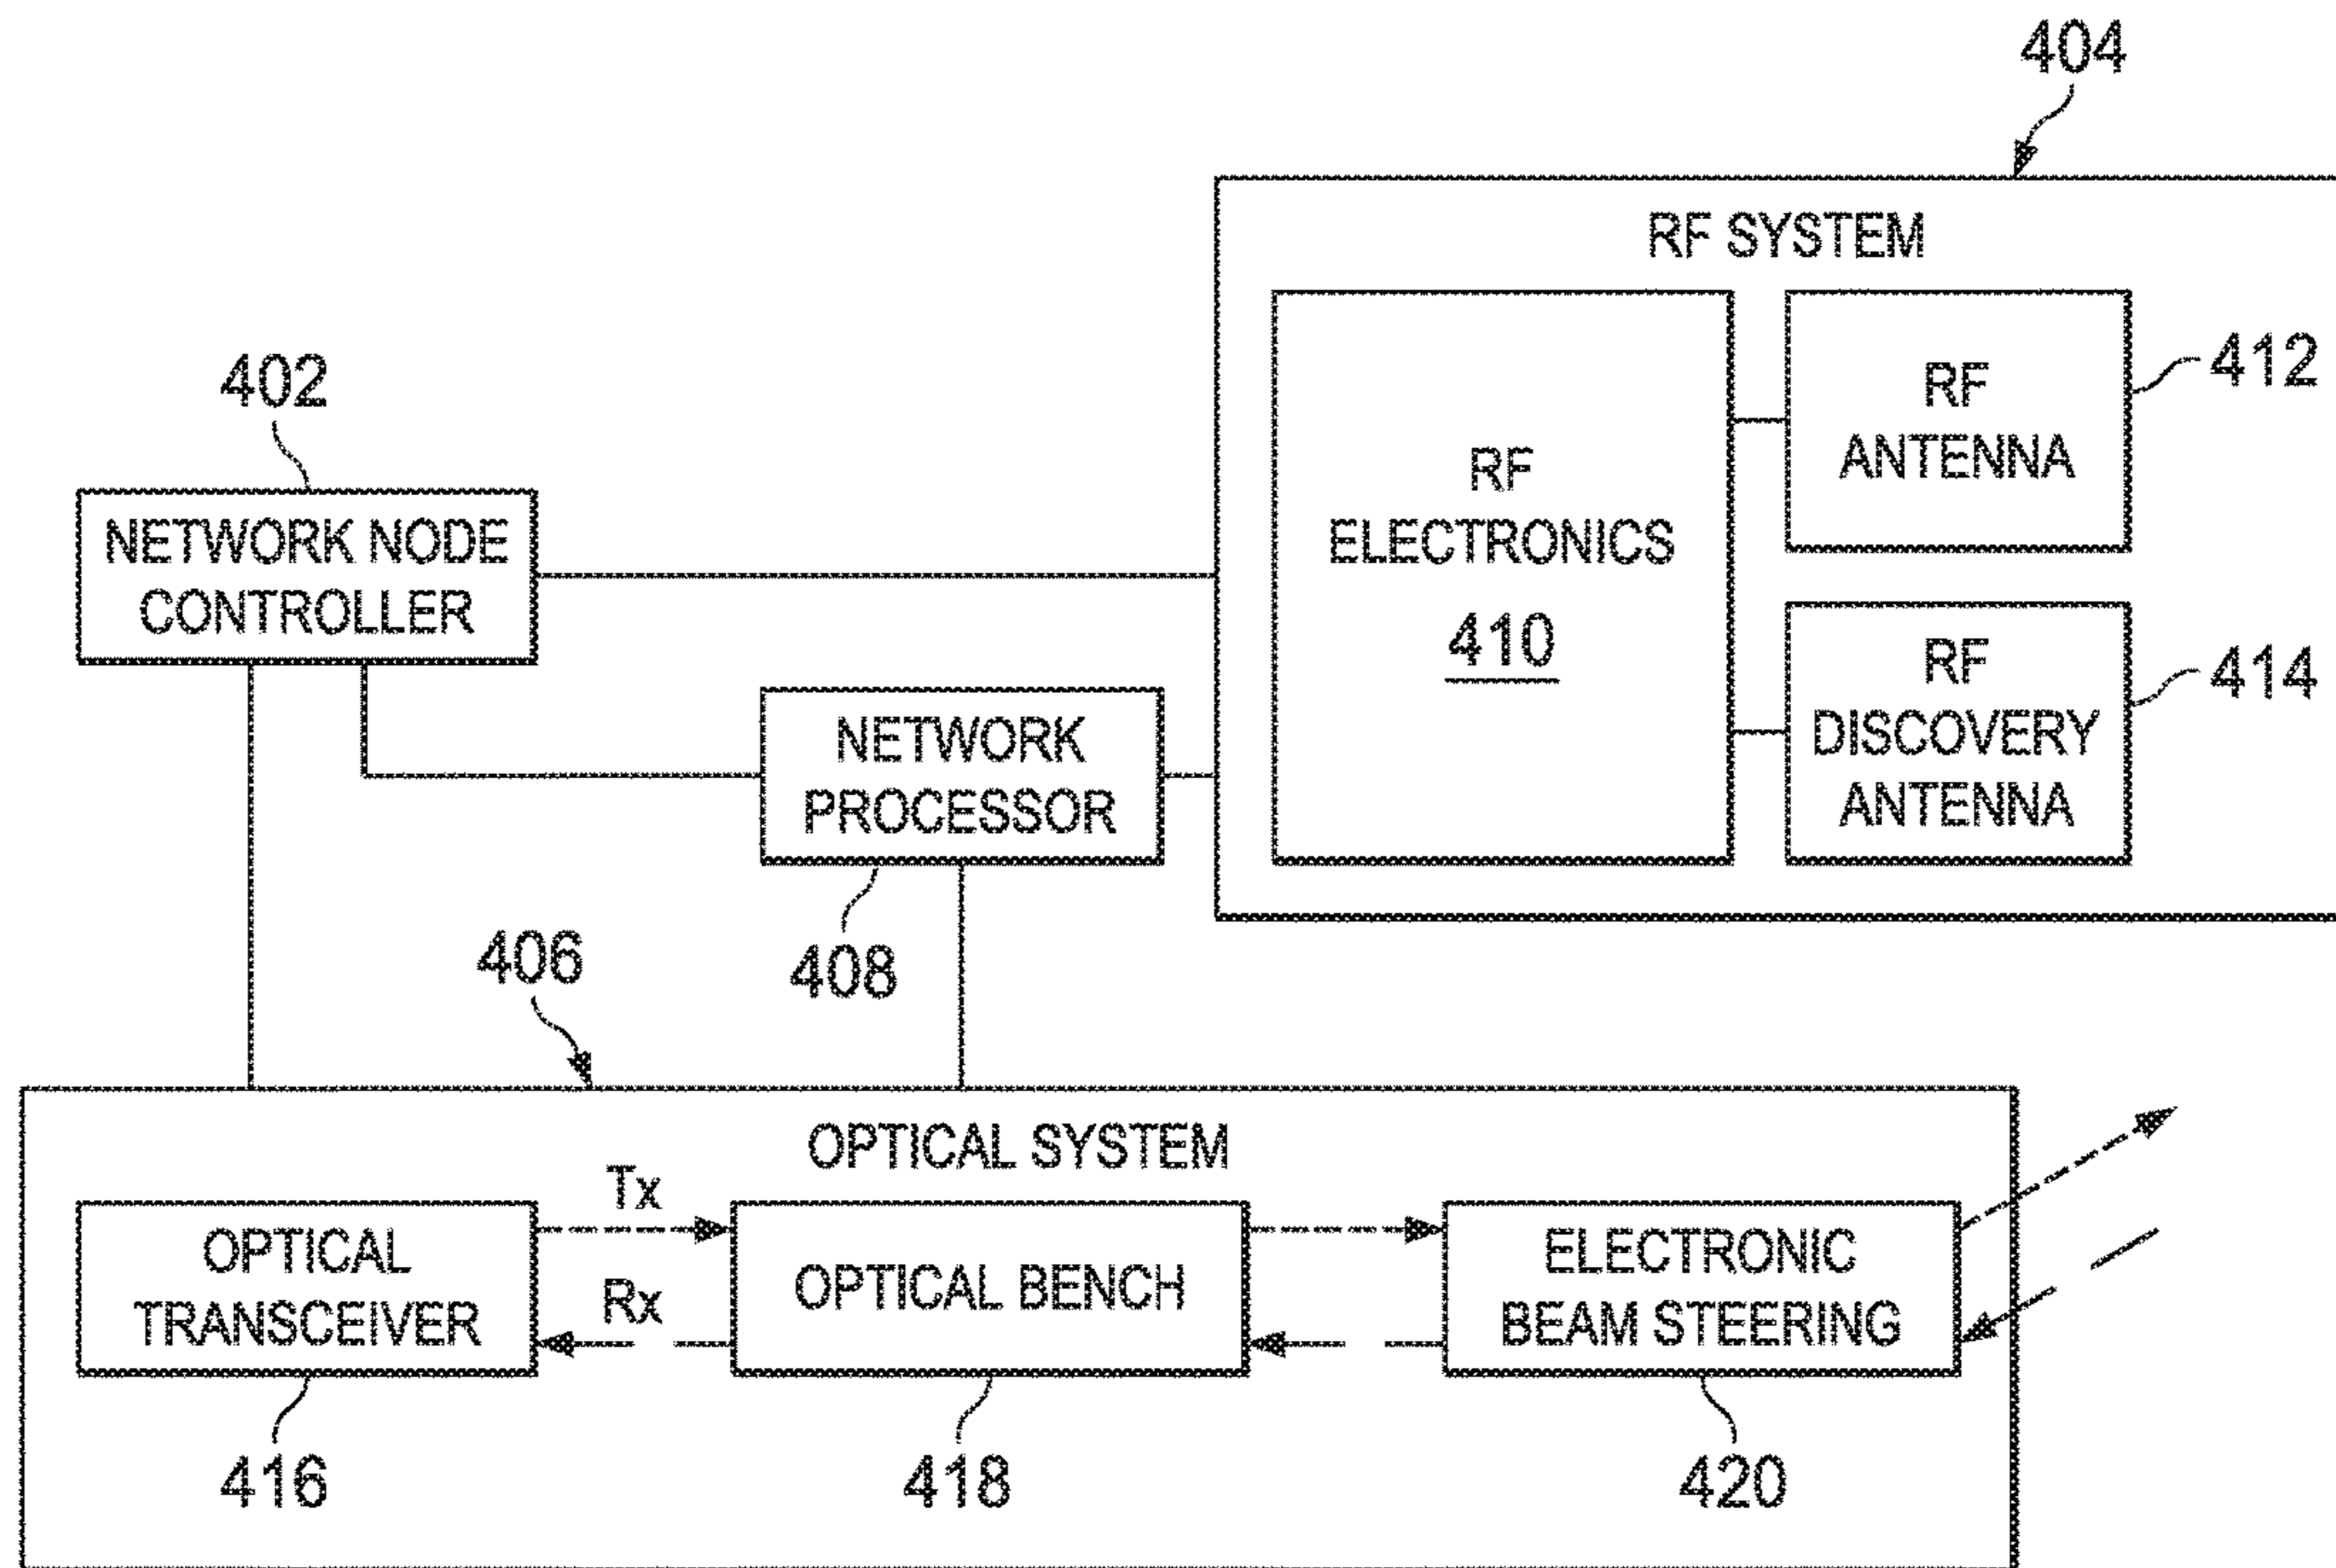 404
RF SYSTEM
RF
ELECTRONICS
410
RF
ANTENNA
412
RF
DISCOVERY
ANTENNA
414
402
NETWORK NODE
CONTROLLER
NETWORK
PROCESSOR
408
406
OPTICAL SYSTEM
OPTICAL
TRANSCEIVER
416
Tx
Rx
OPTICAL BENCH
418
ELECTRONIC
BEAM STEERING
420